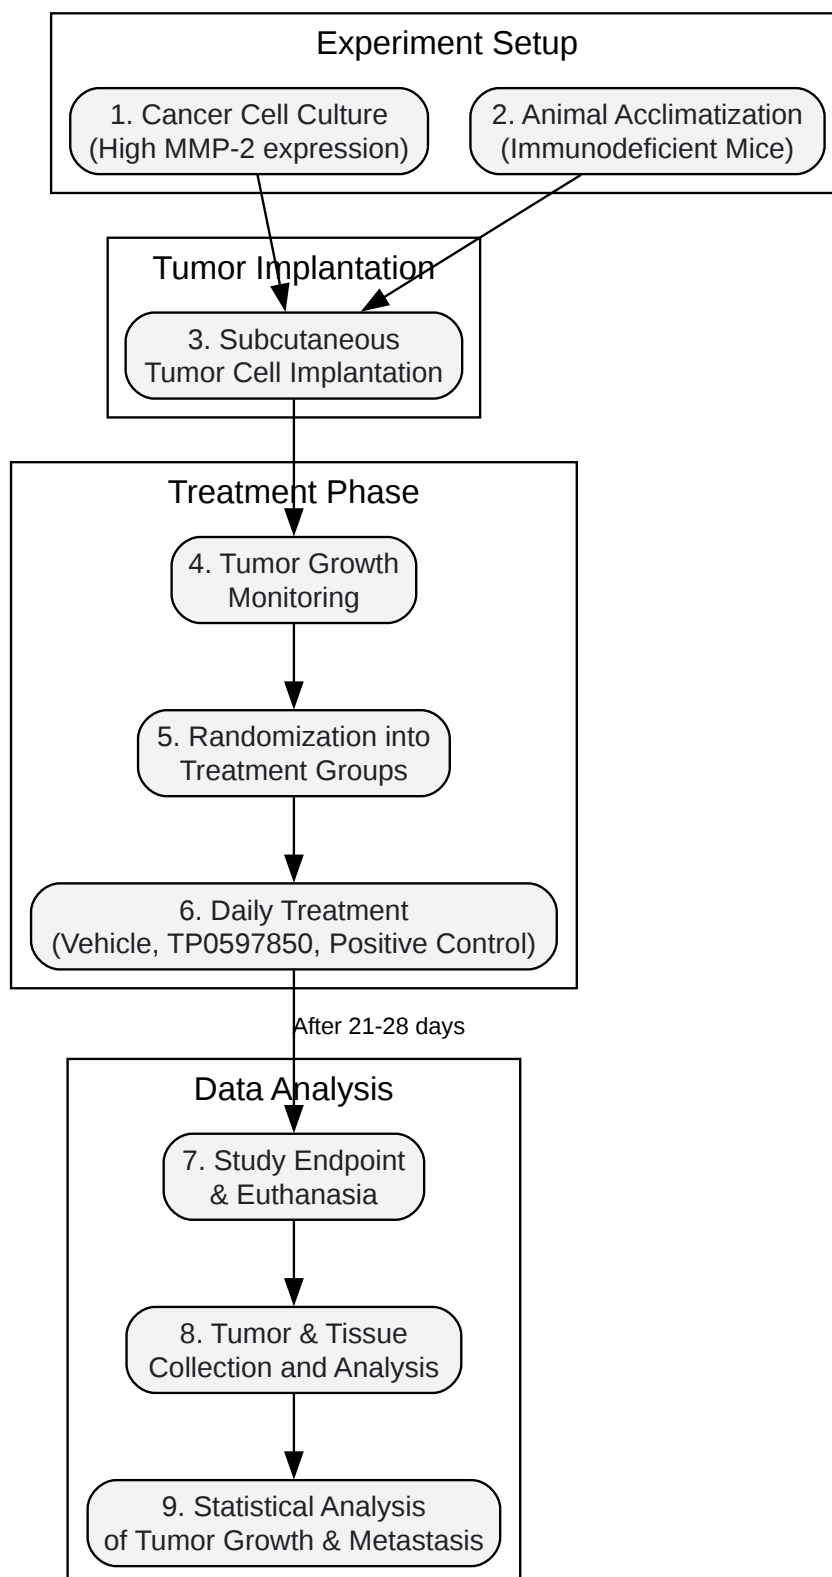 Experiment Setup
1. Cancer Cell Culture
(High MMP-2 expression)
2. Animal Acclimatization
(Immunodeficient Mice)
Tumor Implantation
3. Subcutaneous
Tumor Cell Implantation
Treatment Phase
4. Tumor Growth
Monitoring
5. Randomization into
Treatment Groups
6. Daily Treatment
(Vehicle, TP0597850, Positive Control)
After 21-28 days
Data Analysis
7. Study Endpoint
& Euthanasia
8. Tumor & Tissue
Collection and Analysis
9. Statistical Analysis
of Tumor Growth & Metastasis